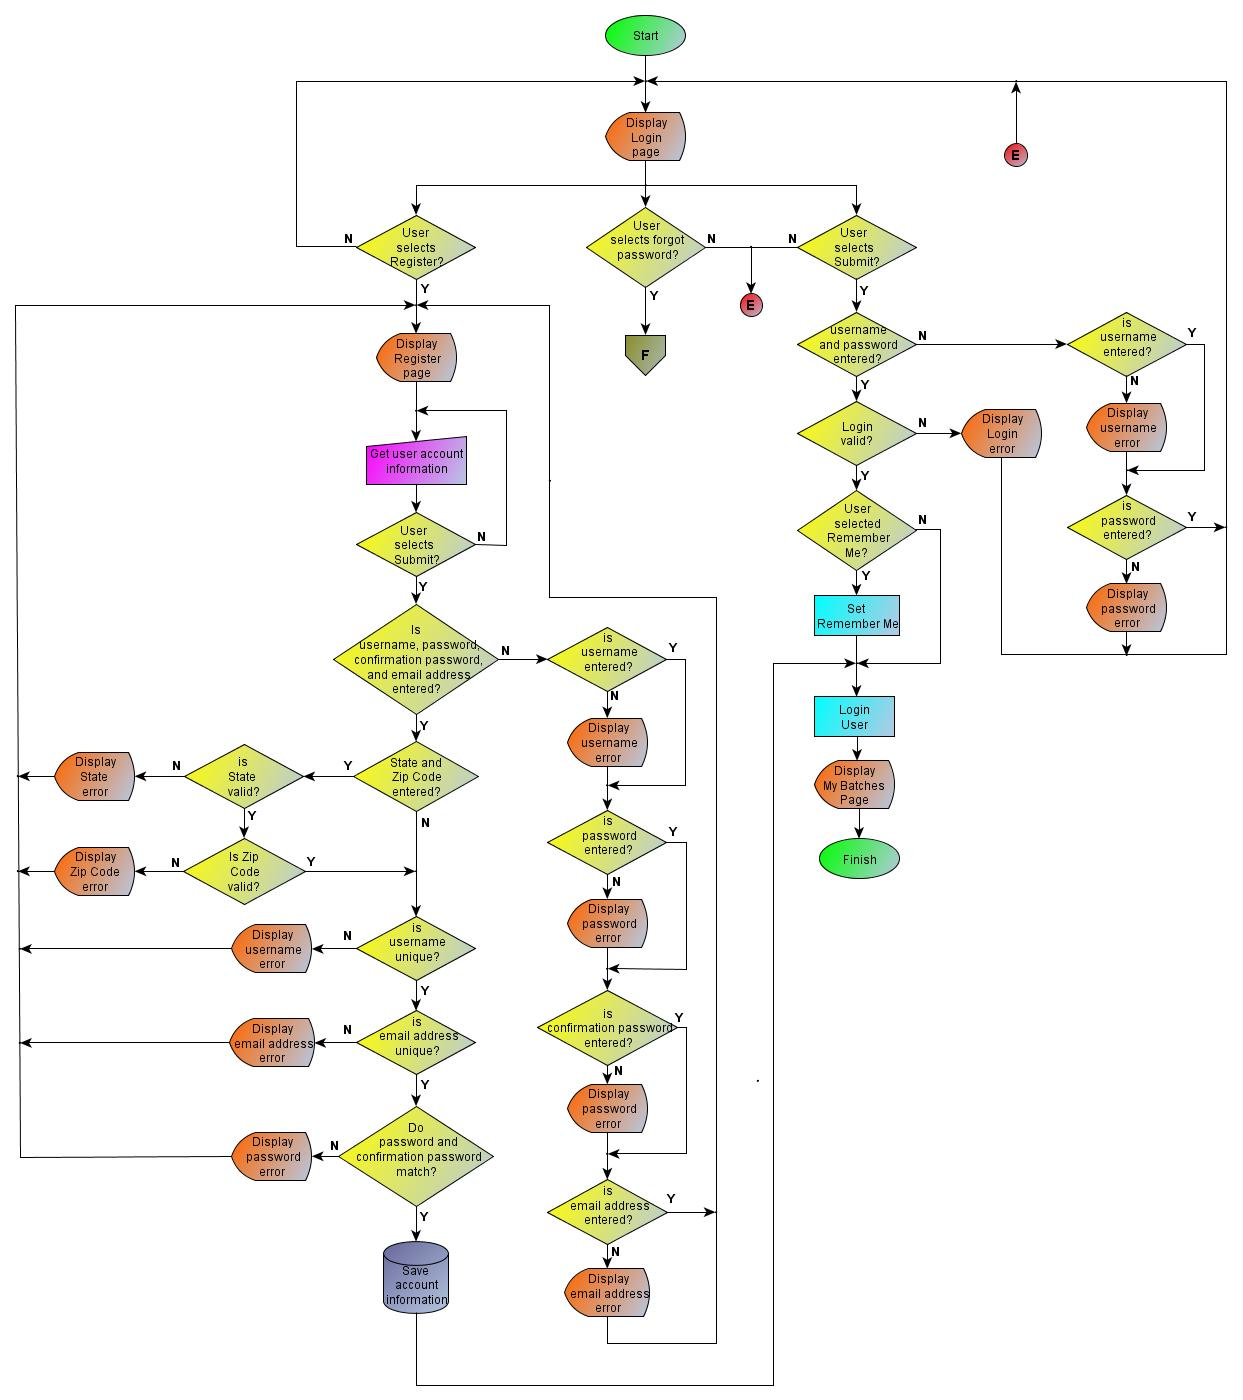 Start
Display
Login
page
E
User
selects
Register?
N
Y
User
selects forgot
password?
N
Y
User
selects
Submit?
N
Y
E
F
Display
Register
page
username
and password
entered?
N
Y
is
username
entered?
Y
N
Display
username
error
Login
valid?
N
Y
Display
Login
error
Get user account
information
User
selects
Submit?
N
Y
User
selected
Remember
Me?
N
Y
is
password
entered?
Y
N
Display
password
error
Set
Remember Me
Is
username, password,
confirmation password,
and email address
entered?
N
Y
is
username
entered?
Y
N
Display
username
error
Login
User
Display
My Batches
Page
Finish
State and
Zip Code
entered?
Y
N
is
State
valid?
N
Y
Display
State
error
Is Zip
Code
valid?
N
Y
Display
Zip Code
error
is
password
entered?
Y
N
Display
password
error
is
username
unique?
N
Y
Display
username
error
is
email address
unique?
N
Y
Display
email address
error
is
confirmation password
entered?
Y
N
Display
password
error
Do
password and
confirmation password
match?
N
Y
Display
password
error
is
email address
entered?
Y
N
Display
email address
error
Save
account
information